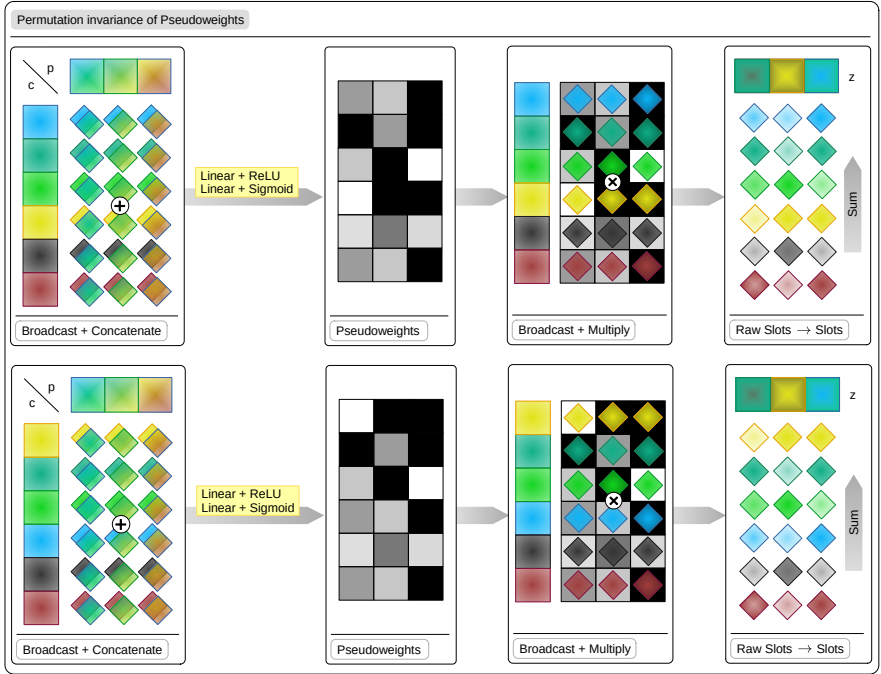 Permutation invariance of Pseudoweights
p
c
z
Linear + ReLU
Linear + Sigmoid
Sum
Broadcast + Concatenate
Pseudoweights
Broadcast + Multiply
Raw Slots → Slots
p
c
z
Linear + ReLU
Linear + Sigmoid
Sum
Broadcast + Concatenate
Pseudoweights
Broadcast + Multiply
Raw Slots → Slots